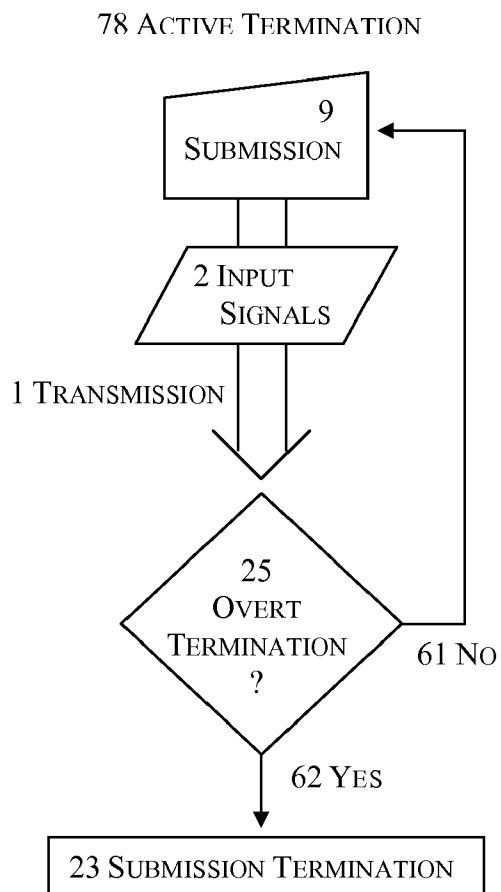 78 ACTIVE TERMINATION
9
SUBMISSION
2 INPUT
SIGNALS
1 TRANSMISSION
25
OVERT
TERMINATION
?
61 NO
62 YES
23 SUBMISSION TERMINATION